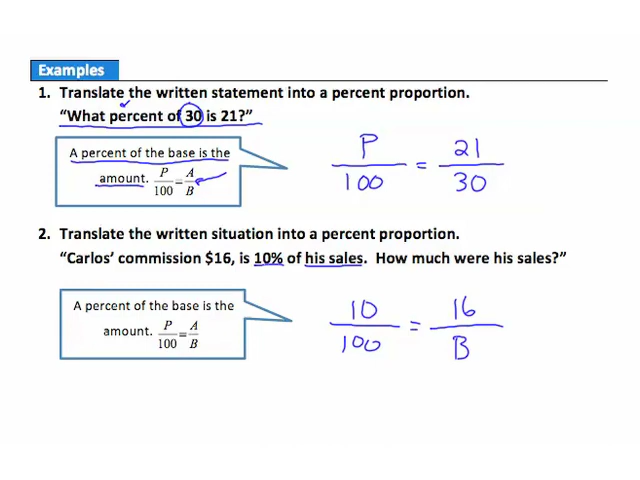 Examples
1. Translate the written statement into a percent proportion.
"What percent of 30 is 21?"
A percent of the base is the
amount. P/100 = A/B
P/100 = 21/30
2. Translate the written situation into a percent proportion.
"Carlos' commission $16, is 10% of his sales. How much were his sales?"
A percent of the base is the
amount. P/100 = A/B
10/100 = 16/B